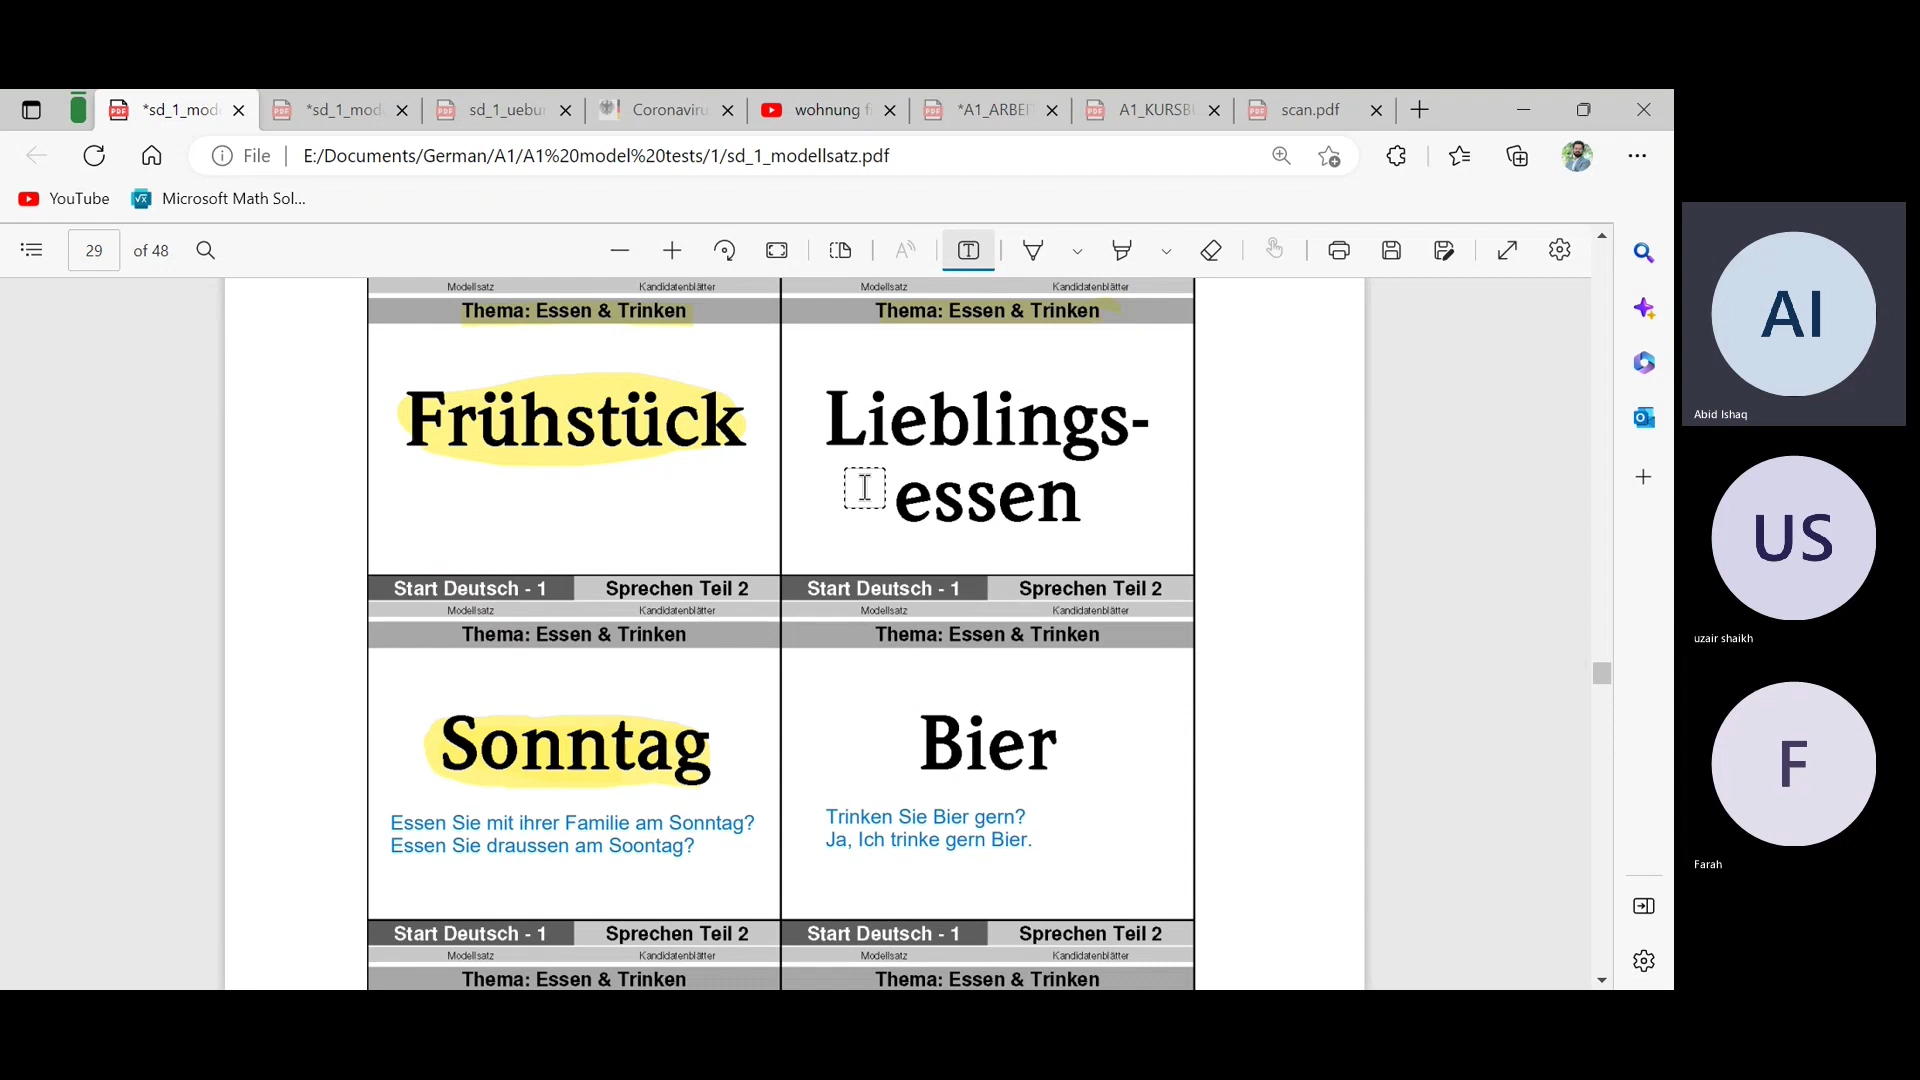 *sd_1_mod
*sd_1_mod
sd_1_uebu
Coronaviru
wohnung f
*A1_ARBEI
A1_KURSB
scan.pdf
File
E:/Documents/German/A1/A1%20model%20tests/1/sd_1_modellsatz.pdf
YouTube
Microsoft Math Sol...
29
of 48
Modellsatz
Kandidatenblätter
Modellsatz
Kandidatenblätter
Thema: Essen & Trinken
Thema: Essen & Trinken
Frühstück
Lieblings-
essen
Start Deutsch - 1
Sprechen Teil 2
Start Deutsch - 1
Sprechen Teil 2
Modellsatz
Kandidatenblätter
Modellsatz
Kandidatenblätter
Thema: Essen & Trinken
Thema: Essen & Trinken
Sonntag
Essen Sie mit ihrer Familie am Sonntag?
Essen Sie draussen am Soontag?
Bier
Trinken Sie Bier gern?
Ja, Ich trinke gern Bier.
Start Deutsch - 1
Sprechen Teil 2
Start Deutsch - 1
Sprechen Teil 2
Modellsatz
Kandidatenblätter
Modellsatz
Kandidatenblätter
Thema: Essen & Trinken
Thema: Essen & Trinken
AI
Abid Ishaq
US
uzair shaikh
F
Farah